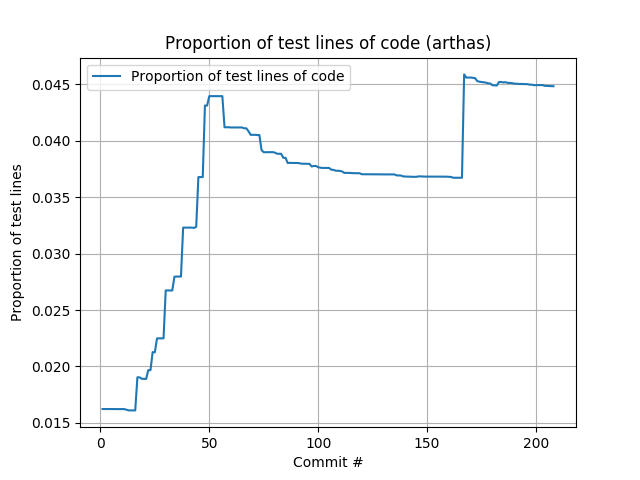 Proportion of test lines of code (arthas)
Proportion of test lines of code
0.045
0.040
0.035
0.030
0.025
0.020
0.015
Proportion of test lines
0 50 100 150 200
Commit #